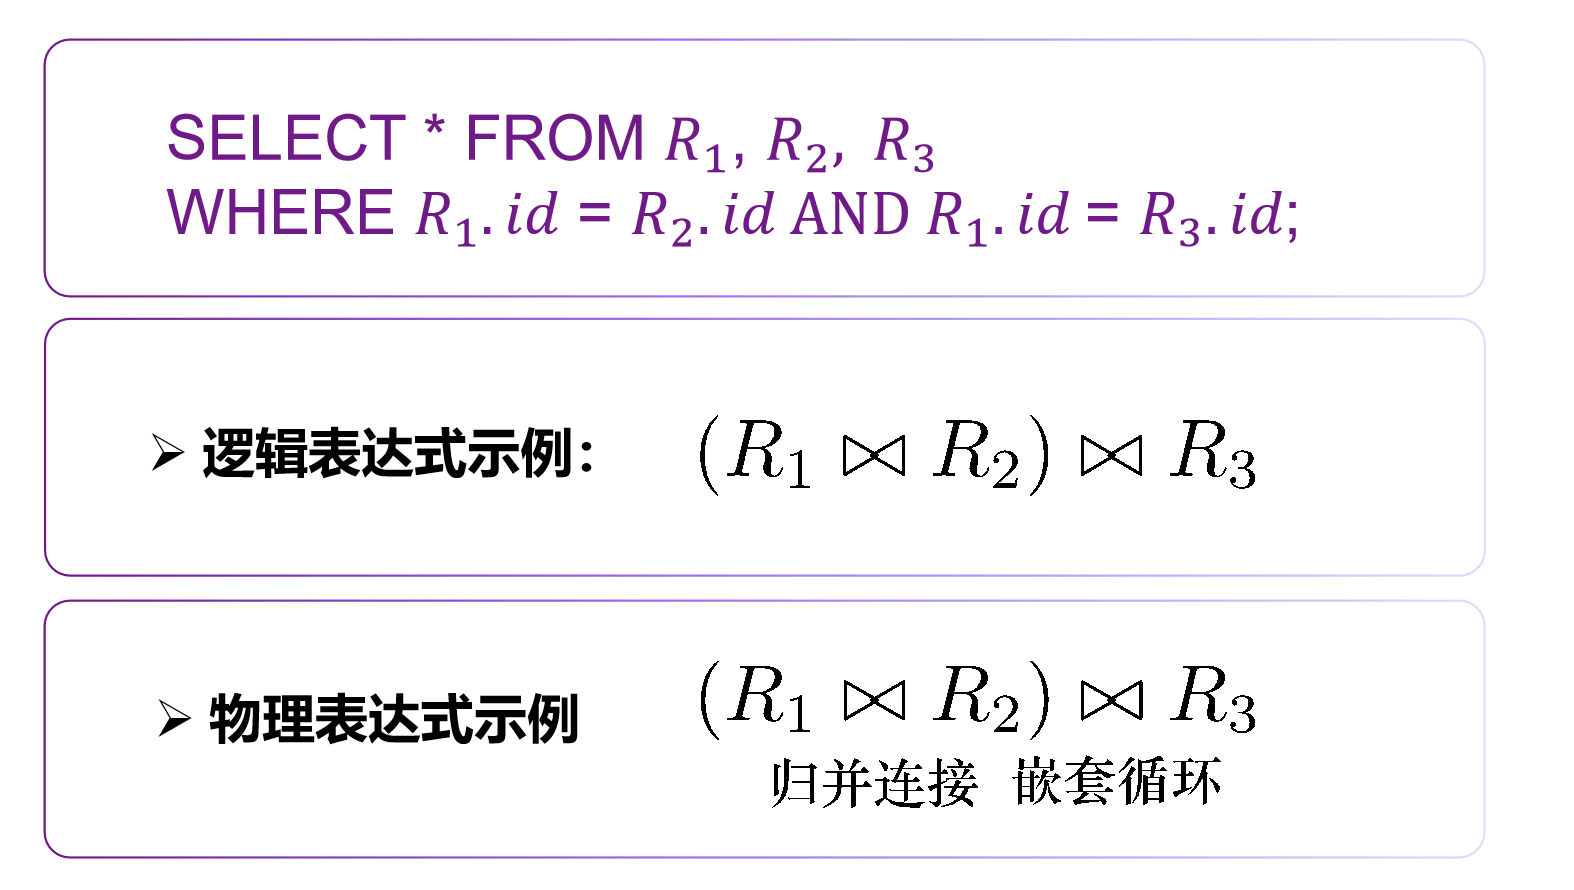 SELECT * FROM R₁, R₂, R₃
WHERE R₁.id = R₂.id AND R₁.id = R₃.id;
➢ 逻辑表达式示例： (R₁ ⋈ R₂) ⋈ R₃
➢ 物理表达式示例 (R₁ ⋈ R₂) ⋈ R₃
归并连接 嵌套循环